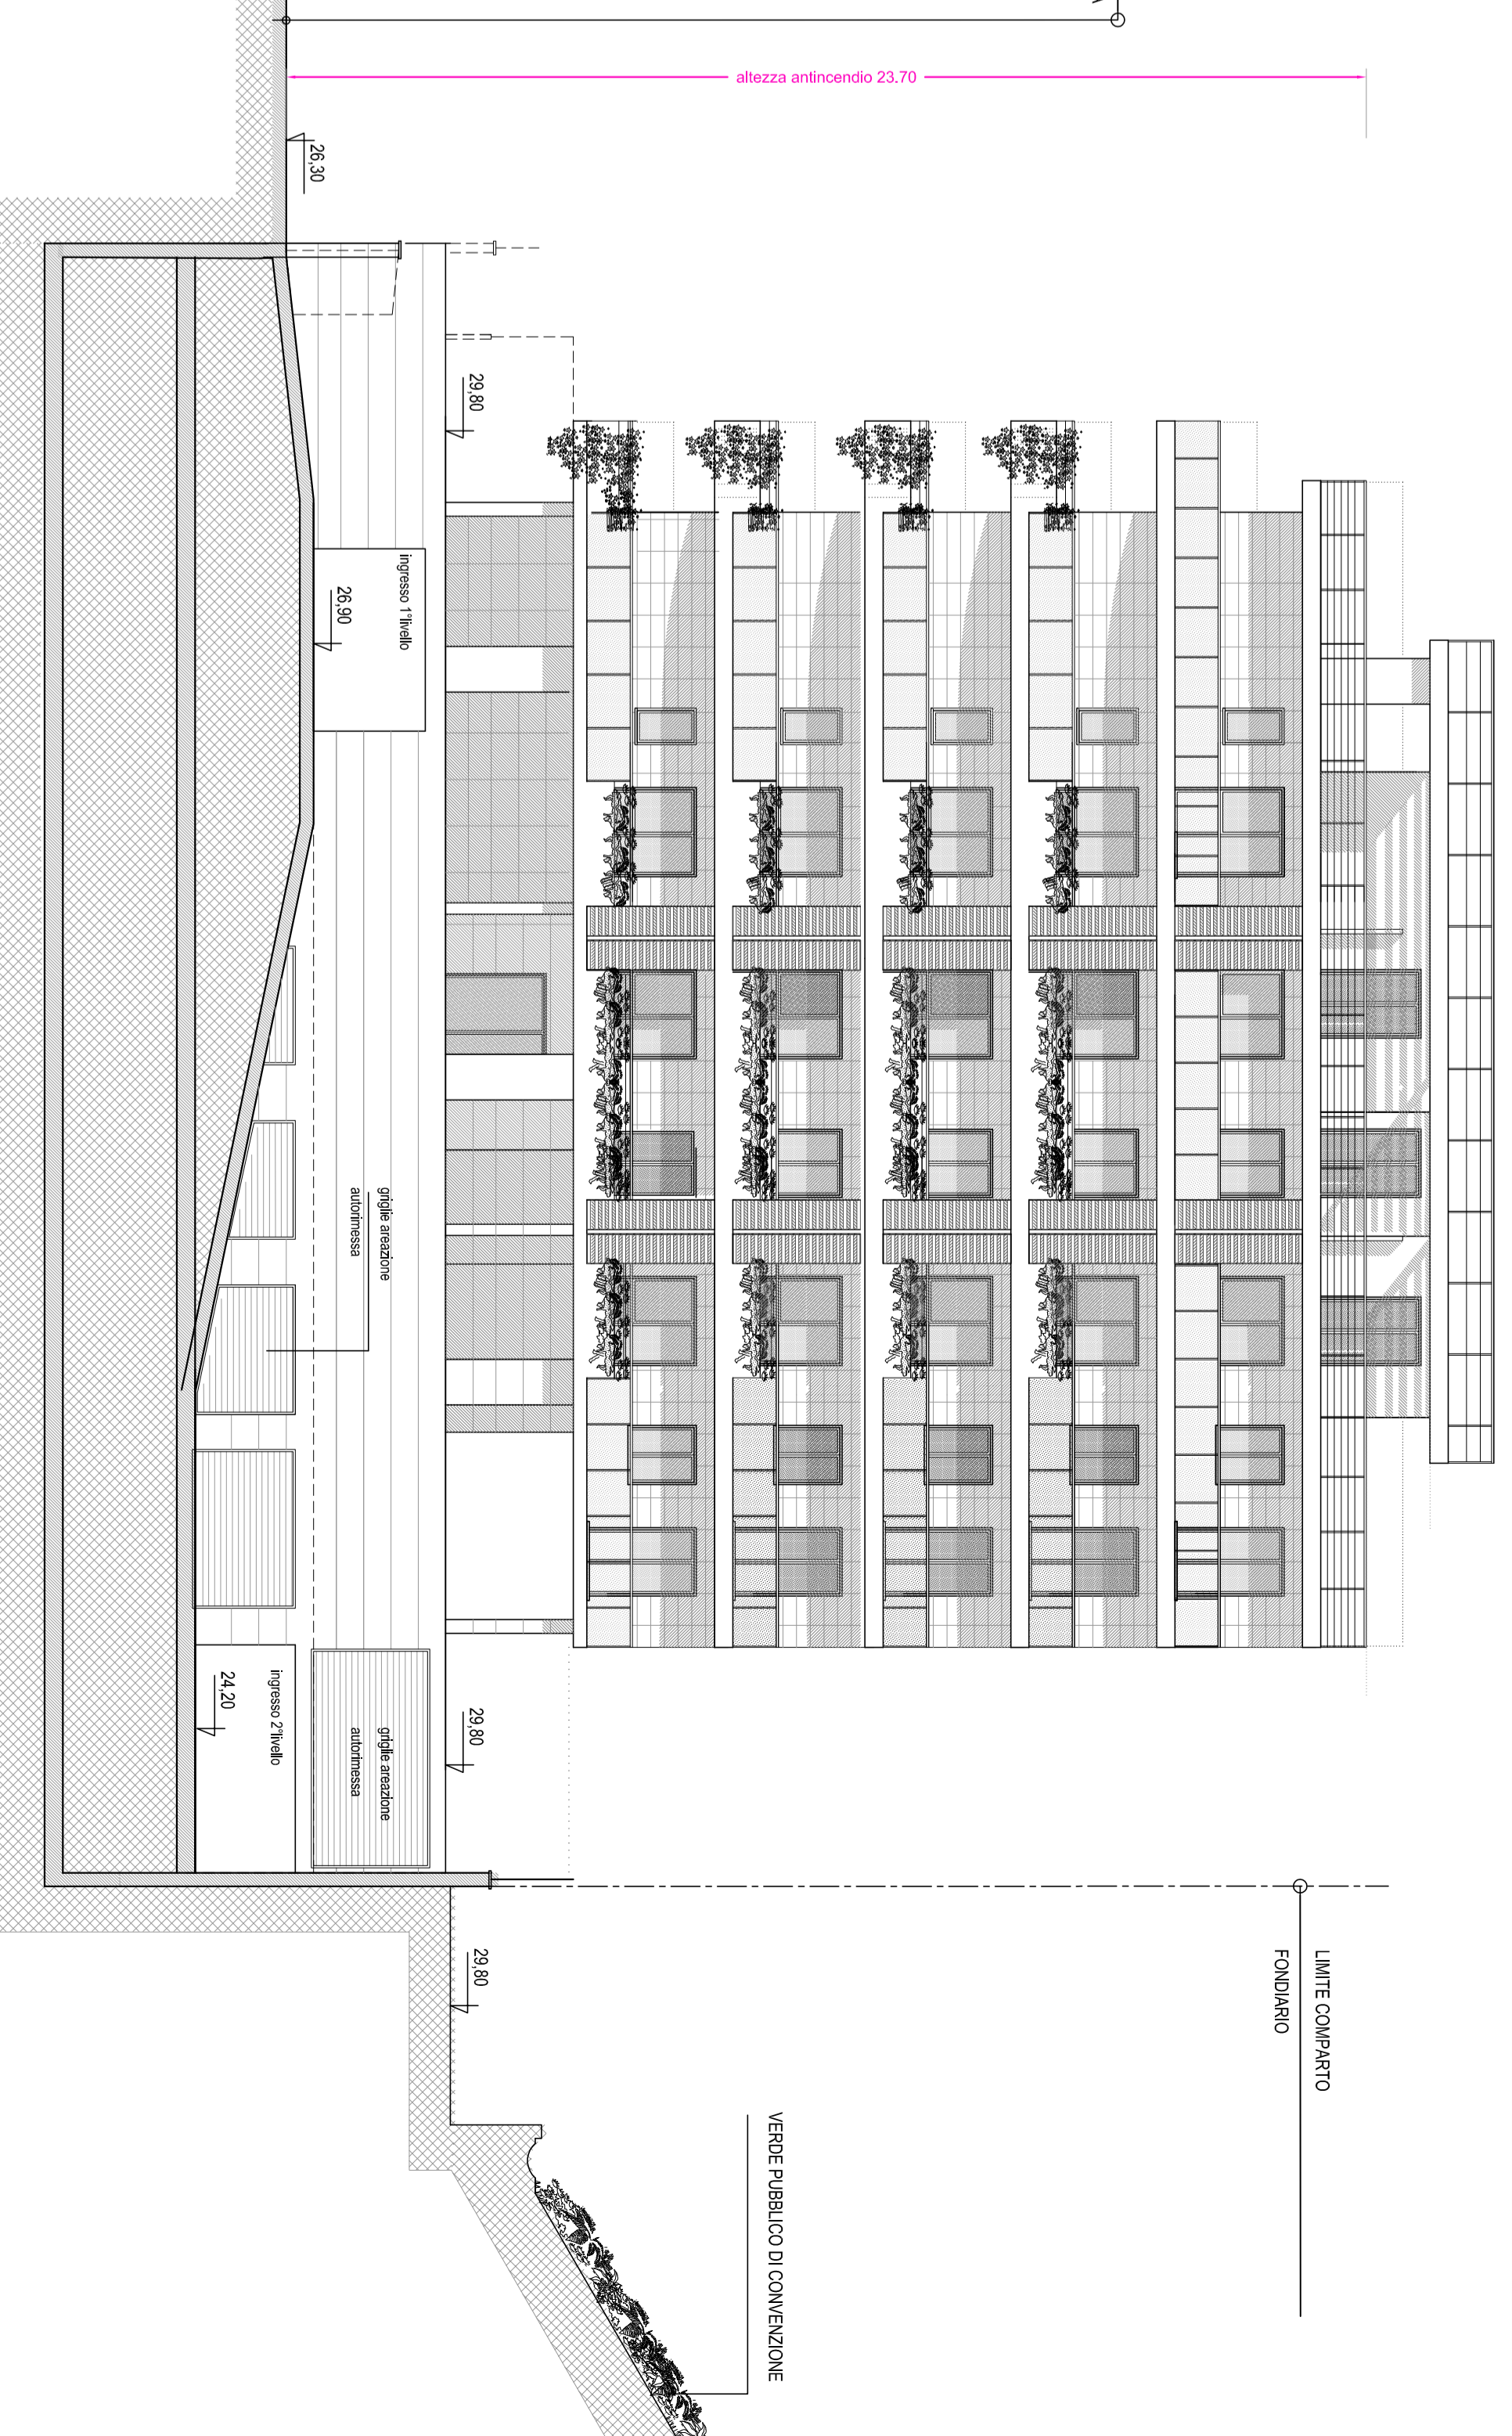 altezza antincendio 23.70
26,30
29,80
ingresso 1°livello
26,90
griglie areazione
autorimessa
ingresso 2°livello
24,20
griglie areazione
autorimessa
29,80
LIMITE COMPARTO
FONDIARIO
29,80
VERDE PUBBLICO DI CONVENZIONE